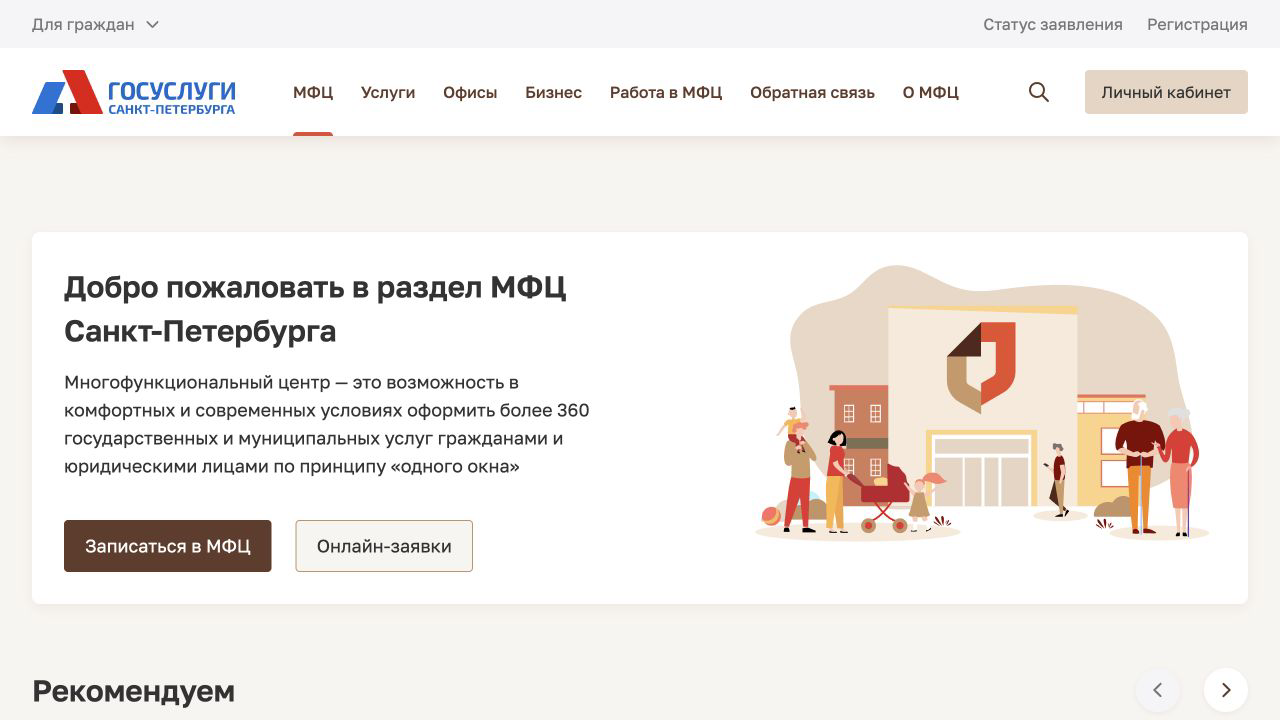 Для граждан
Статус заявления
Регистрация
ГОСУСЛУГИ
САНКТ-ПЕТЕРБУРГА
МФЦ
Услуги
Офисы
Бизнес
Работа в МФЦ
Обратная связь
О МФЦ
Личный кабинет
Добро пожаловать в раздел МФЦ
Санкт-Петербурга
Многофункциональный центр — это возможность в
комфортных и современных условиях оформить более 360
государственных и муниципальных услуг гражданами и
юридическими лицами по принципу «одного окна»
Записаться в МФЦ
Онлайн-заявки
Рекомендуем